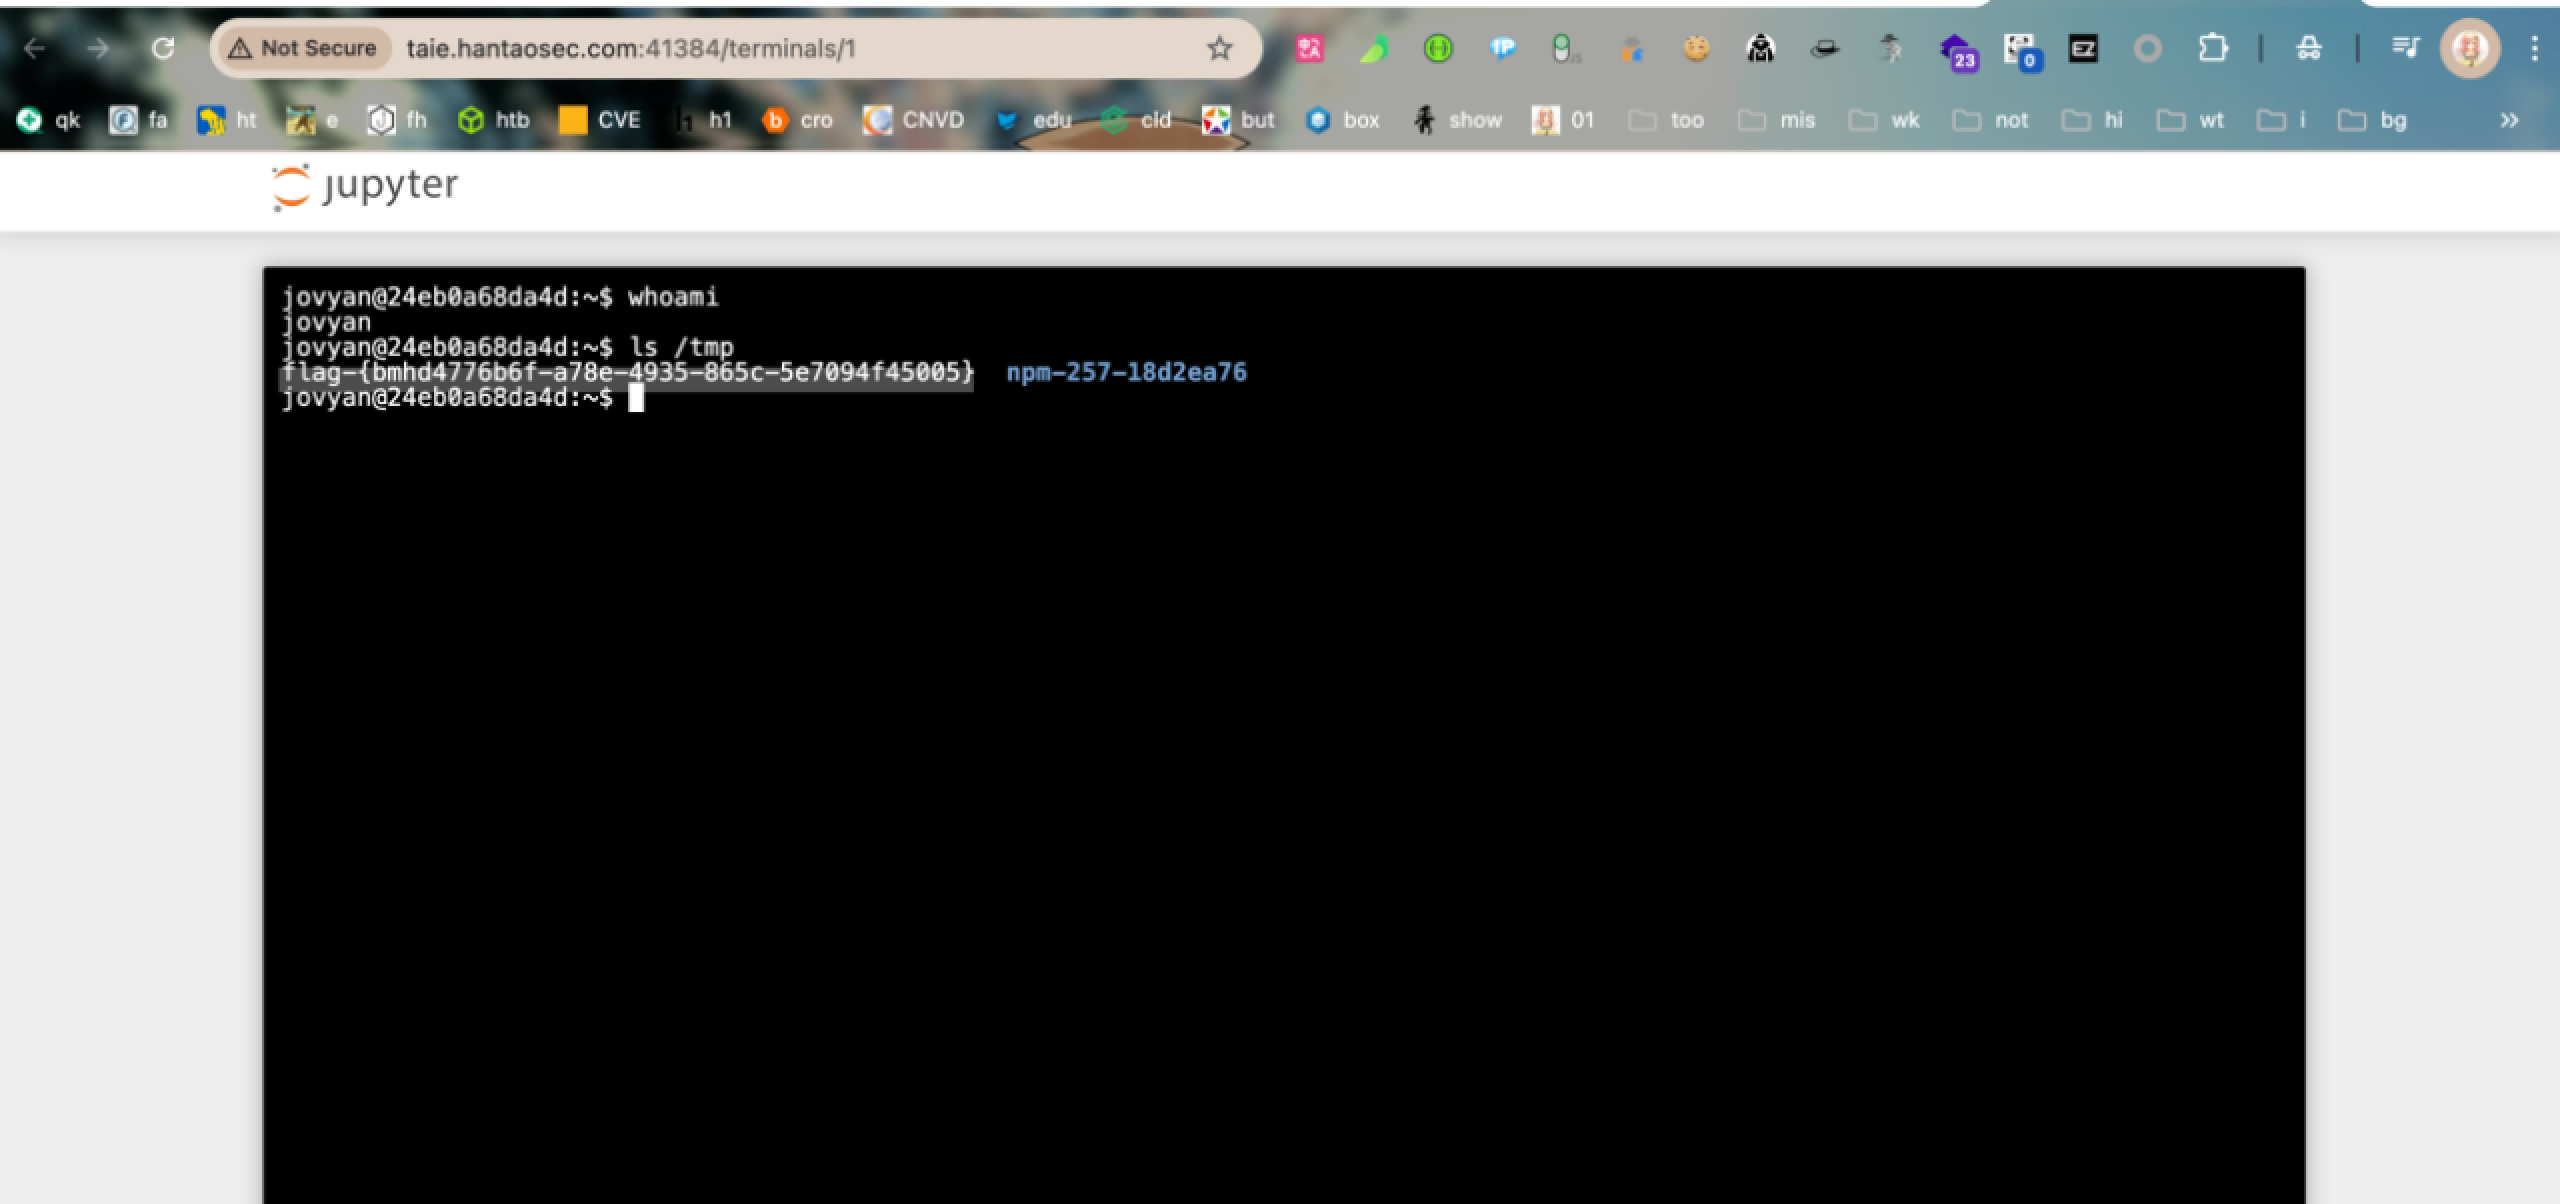 Not Secure taie.hantaosec.com:41384/terminals/1
23 0 EZ
qk fa ht e fh htb CVE h1 cro CNVD edu cld but box show 01 too mis wk not hi wt i bg »
jupyter
jovyan@24eb0a68da4d:~$ whoami
jovyan
jovyan@24eb0a68da4d:~$ ls /tmp
flag-{bmhd4776b6f-a78e-4935-865c-5e7094f45005} npm-257-18d2ea76
jovyan@24eb0a68da4d:~$